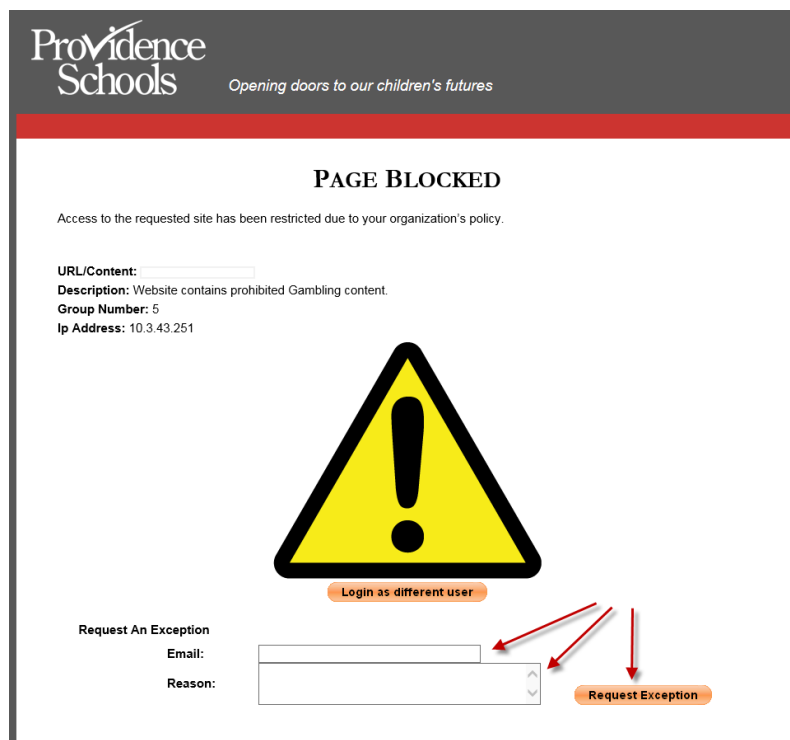 Providence
Schools
Opening doors to our children's futures
PAGE BLOCKED
Access to the requested site has been restricted due to your organization's policy.
URL/Content:
Description: Website contains prohibited Gambling content.
Group Number: 5
Ip Address: 10.3.43.251
!
Login as different user
Request An Exception
Email:
Reason:
Request Exception